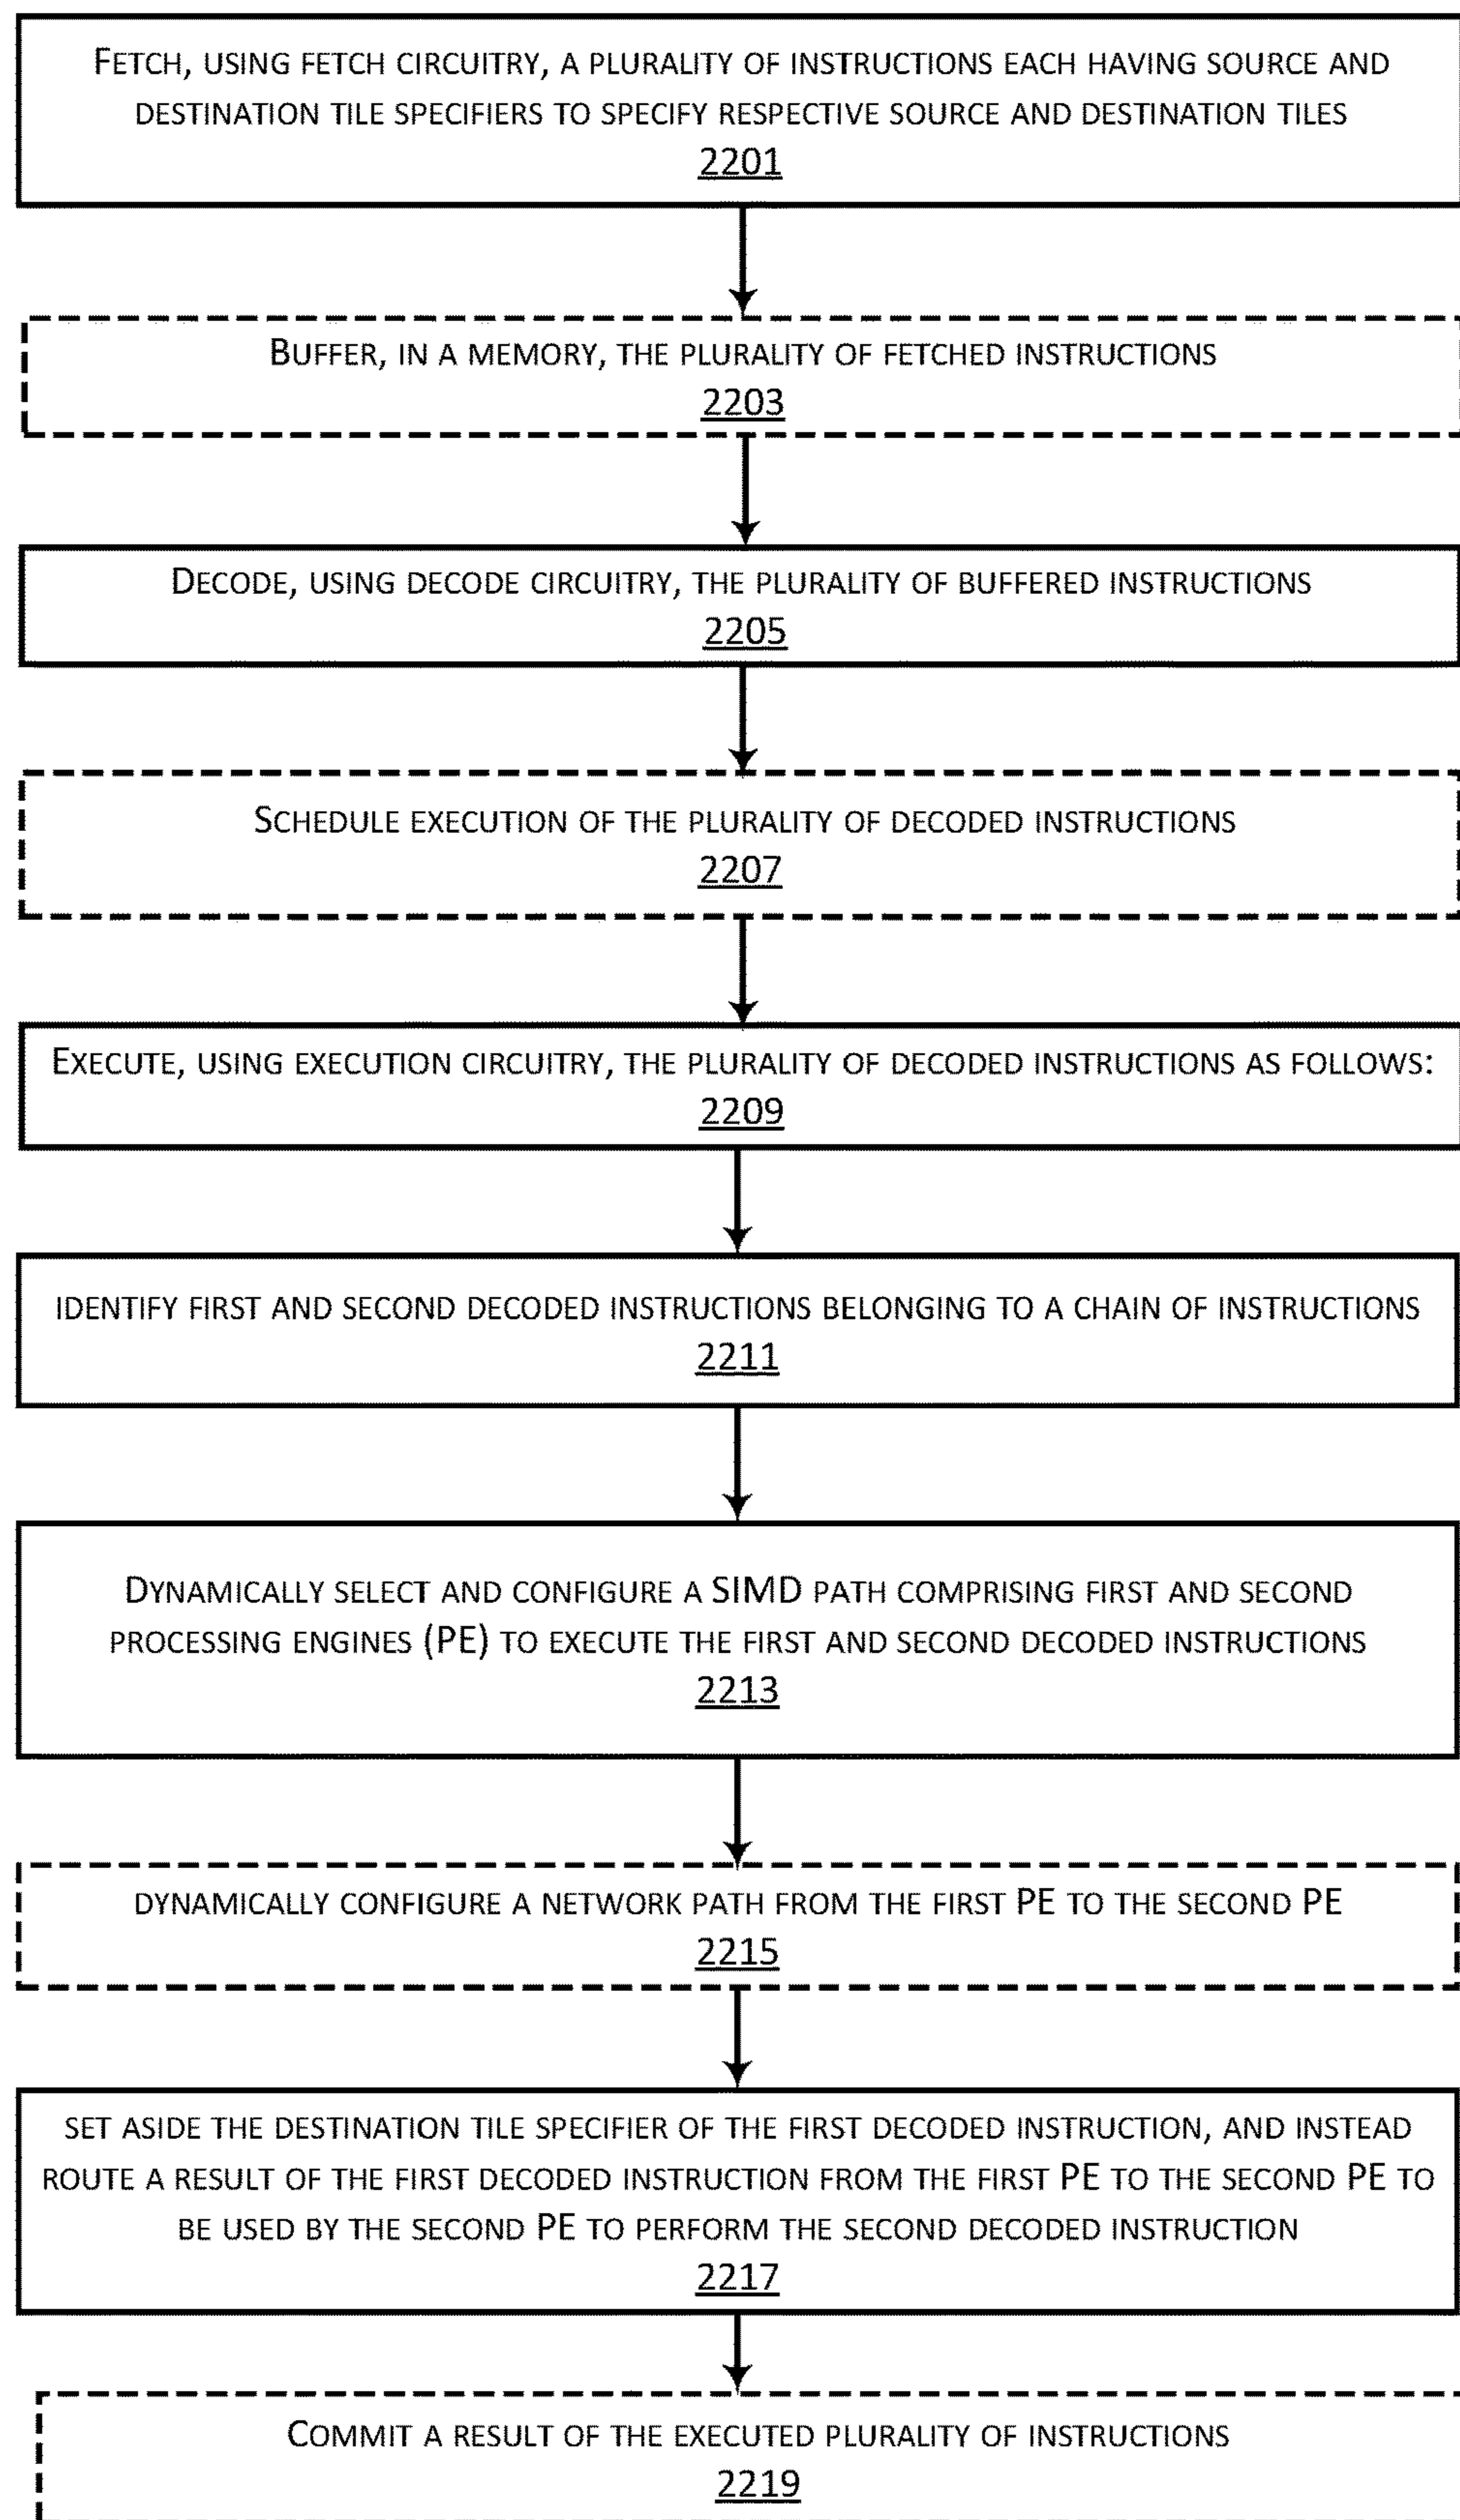 FETCH, USING FETCH CIRCUITRY, A PLURALITY OF INSTRUCTIONS EACH HAVING SOURCE AND
DESTINATION TILE SPECIFIERS TO SPECIFY RESPECTIVE SOURCE AND DESTINATION TILES
2201
BUFFER, IN A MEMORY, THE PLURALITY OF FETCHED INSTRUCTIONS
2203
DECODE, USING DECODE CIRCUITRY, THE PLURALITY OF BUFFERED INSTRUCTIONS
2205
SCHEDULE EXECUTION OF THE PLURALITY OF DECODED INSTRUCTIONS
2207
EXECUTE, USING EXECUTION CIRCUITRY, THE PLURALITY OF DECODED INSTRUCTIONS AS FOLLOWS:
2209
IDENTIFY FIRST AND SECOND DECODED INSTRUCTIONS BELONGING TO A CHAIN OF INSTRUCTIONS
2211
DYNAMICALLY SELECT AND CONFIGURE A SIMD PATH COMPRISING FIRST AND SECOND
PROCESSING ENGINES (PE) TO EXECUTE THE FIRST AND SECOND DECODED INSTRUCTIONS
2213
DYNAMICALLY CONFIGURE A NETWORK PATH FROM THE FIRST PE TO THE SECOND PE
2215
SET ASIDE THE DESTINATION TILE SPECIFIER OF THE FIRST DECODED INSTRUCTION, AND INSTEAD
ROUTE A RESULT OF THE FIRST DECODED INSTRUCTION FROM THE FIRST PE TO THE SECOND PE TO
BE USED BY THE SECOND PE TO PERFORM THE SECOND DECODED INSTRUCTION
2217
COMMIT A RESULT OF THE EXECUTED PLURALITY OF INSTRUCTIONS
2219